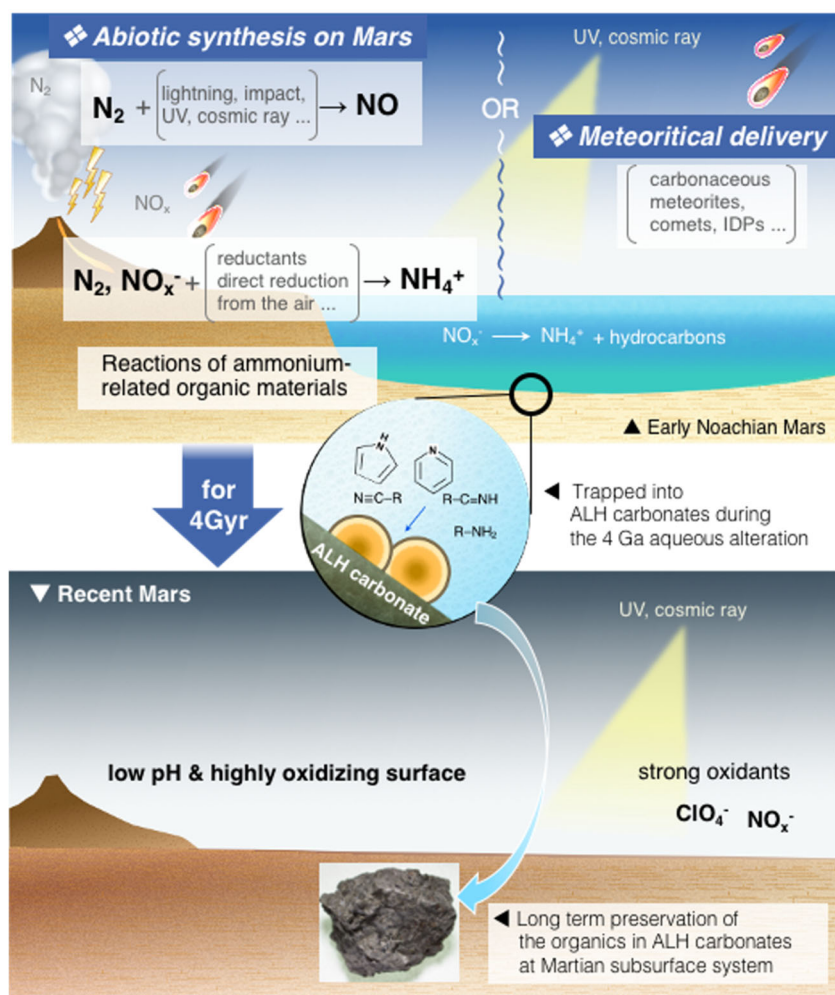 ❖ Abiotic synthesis on Mars
N₂
N₂ + (lightning, impact,
UV, cosmic ray ...) → NO
NOₓ
N₂, NOₓ⁻ + (reductants
direct reduction
from the air ...) → NH₄⁺
Reactions of ammonium-
related organic materials
OR
UV, cosmic ray
❖ Meteoritical delivery
(carbonaceous
meteorites,
comets, IDPs ...)
NOₓ⁻ → NH₄⁺ + hydrocarbons
▲ Early Noachian Mars
for
4Gyr
H
N
N
N≡C–R
R–C=NH
R–NH₂
ALH carbonate
◀ Trapped into
ALH carbonates during
the 4 Ga aqueous alteration
▼ Recent Mars
UV, cosmic ray
low pH & highly oxidizing surface
strong oxidants
ClO₄⁻ NOₓ⁻
◀ Long term preservation of
the organics in ALH carbonates
at Martian subsurface system